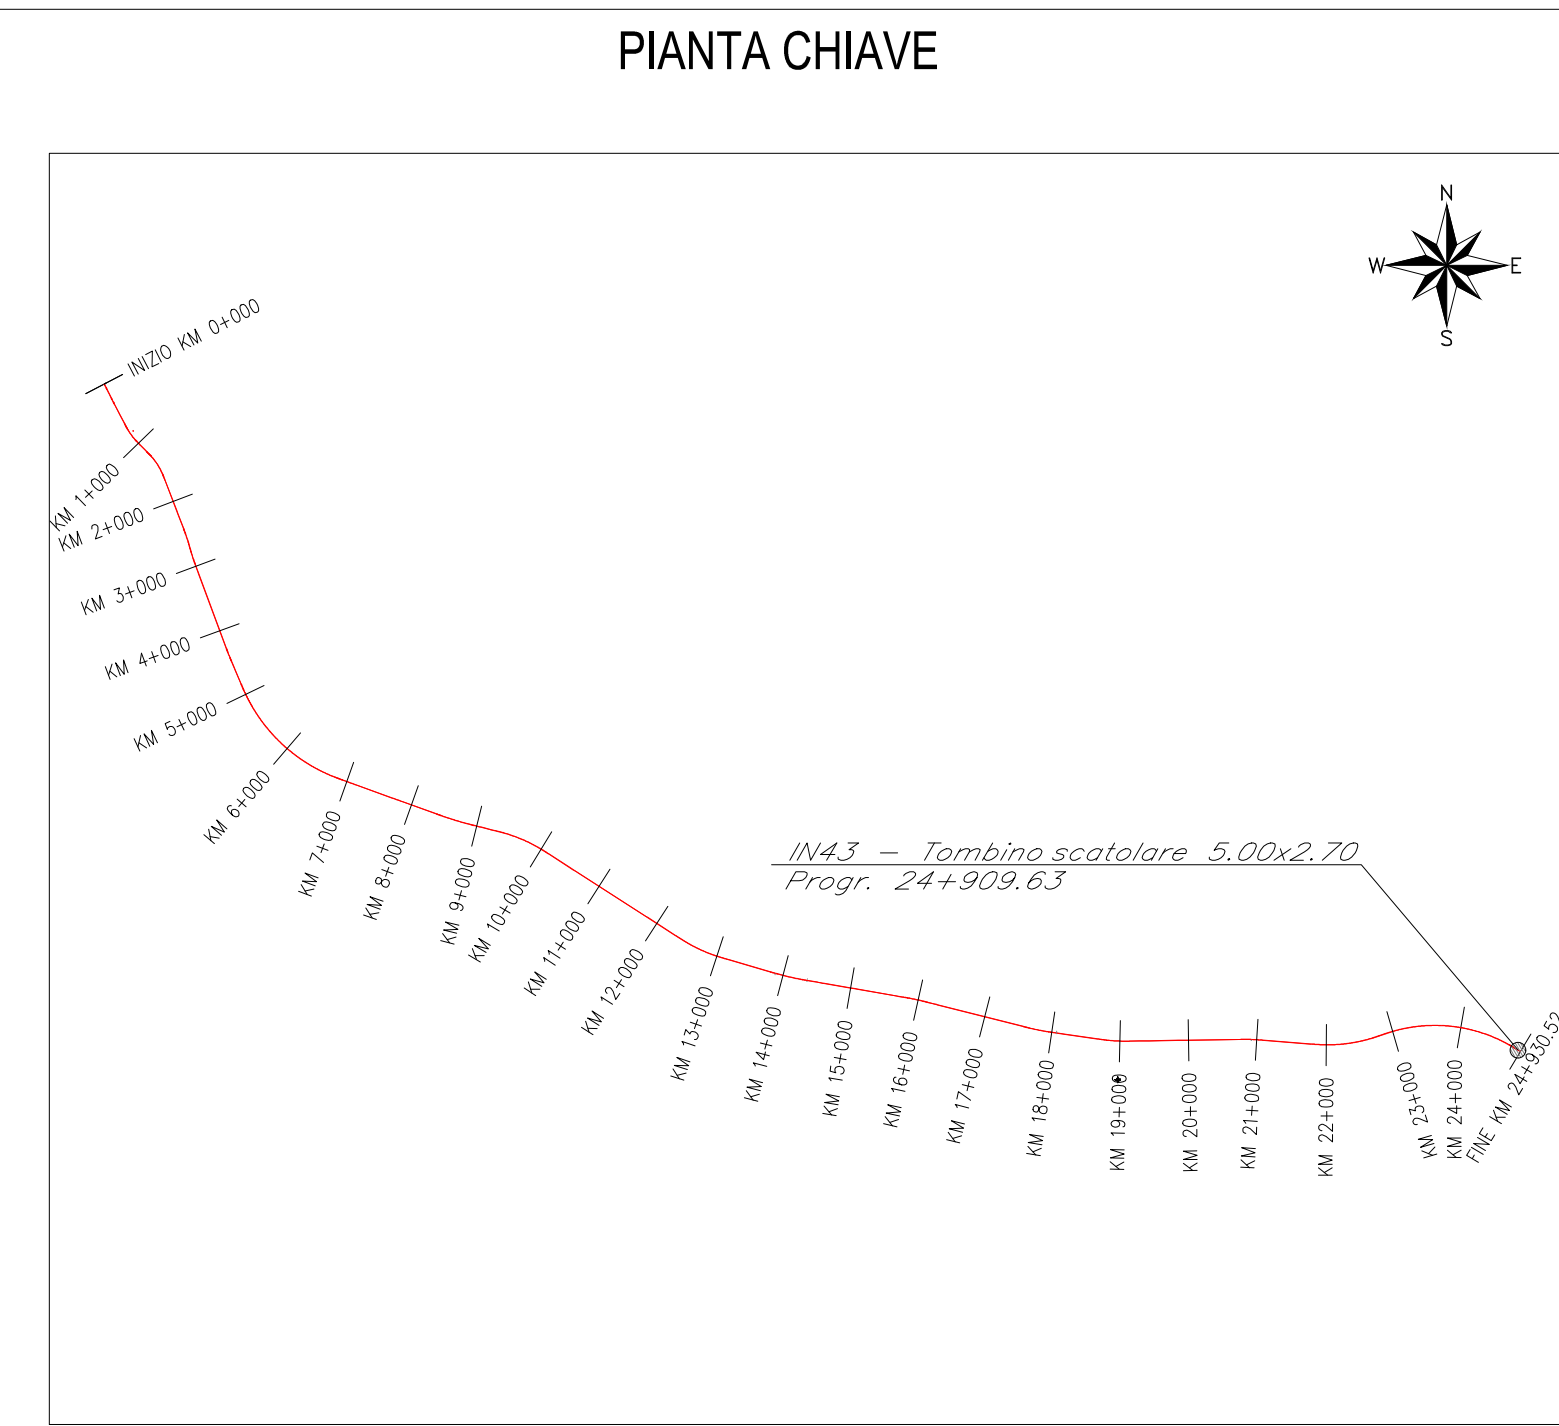 PIANTA CHIAVE
N
W
E
S
INIZIO KM 0+000
KM 1+000
KM 2+000
KM 3+000
KM 4+000
KM 5+000
KM 6+000
KM 7+000
KM 8+000
KM 9+000
KM 10+000
KM 11+000
KM 12+000
KM 13+000
KM 14+000
KM 15+000
KM 16+000
KM 17+000
KM 18+000
KM 19+000
KM 20+000
KM 21+000
KM 22+000
KM 23+000
KM 24+000
FINE KM 24+930.52
IN43 – Tombino scatolare 5.00x2.70
Progr. 24+909.63